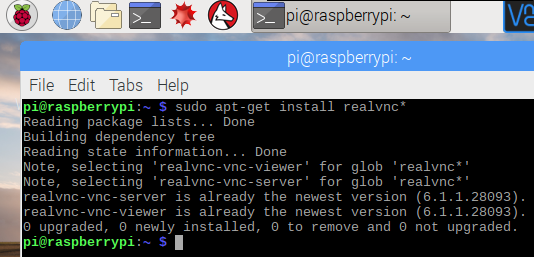 pi@raspberrypi: ~
pi@raspberrypi: ~
File Edit Tabs Help
pi@raspberrypi:~ $ sudo apt-get install realvnc*
Reading package lists... Done
Building dependency tree
Reading state information... Done
Note, selecting 'realvnc-vnc-viewer' for glob 'realvnc*'
Note, selecting 'realvnc-vnc-server' for glob 'realvnc*'
realvnc-vnc-server is already the newest version (6.1.1.28093).
realvnc-vnc-viewer is already the newest version (6.1.1.28093).
0 upgraded, 0 newly installed, 0 to remove and 0 not upgraded.
pi@raspberrypi:~ $